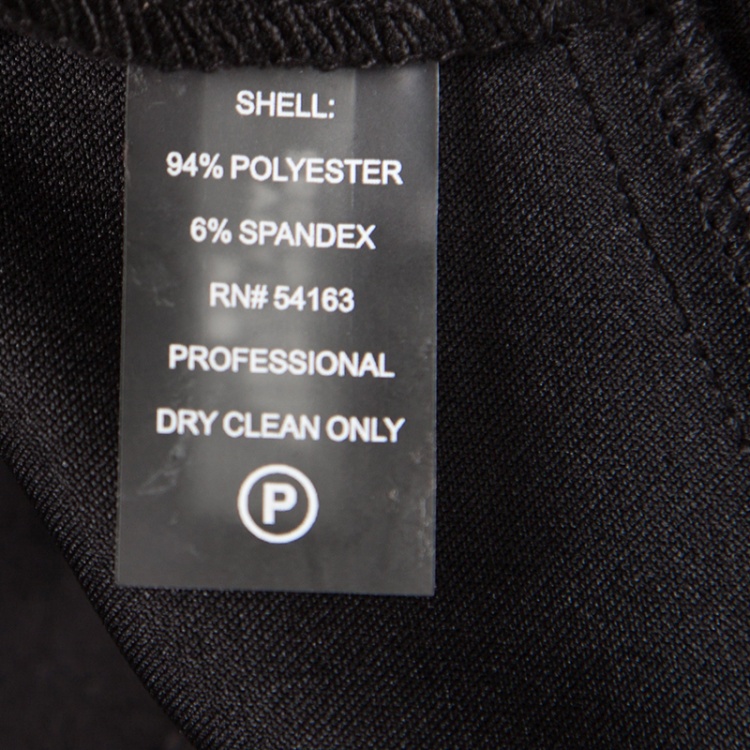 SHELL:
94% POLYESTER
6% SPANDEX
RN# 54163
PROFESSIONAL
DRY CLEAN ONLY
P